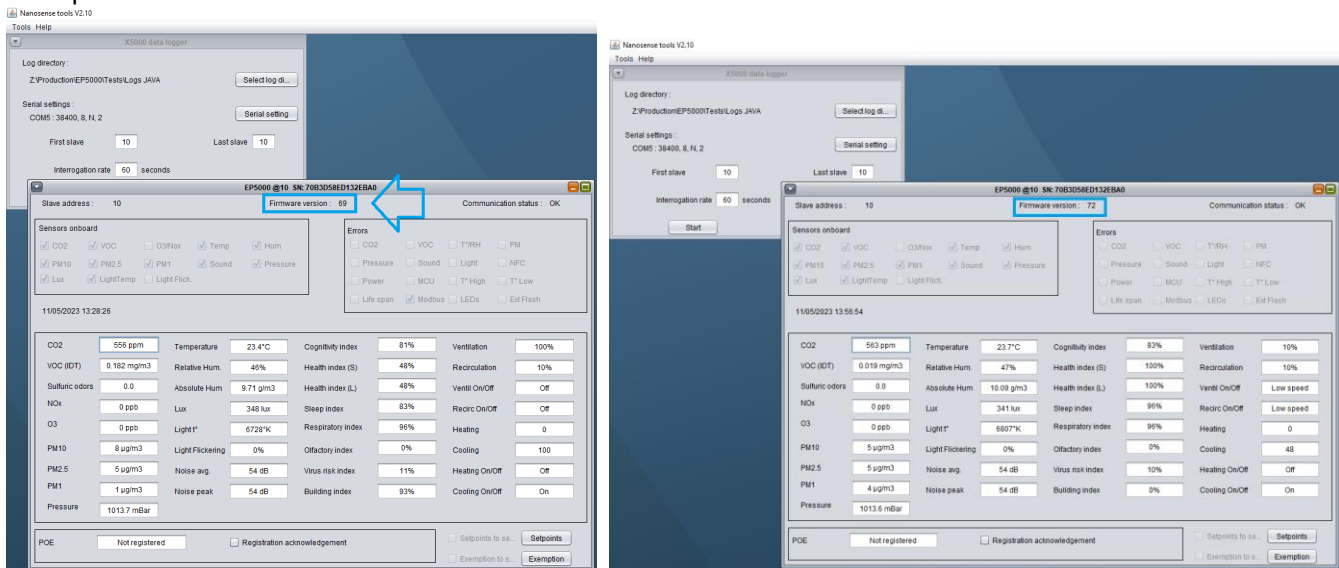 Nanosense tools V2.10
Tools Help
X5000 data logger
Log directory :
Z:\Production\EP5000\Tests\Logs JAVA
Select log di...
Serial settings :
COM5 : 38400, 8, N, 2
Serial setting
First slave 10 Last slave 10
Interrogation rate 60 seconds
EP5000 @10 SN: 70B3D58ED132EBA0
Slave address : 10 Firmware version : 69 Communication status : OK
Sensors onboard
CO2 VOC O3/Nox Temp Hum
PM10 PM2.5 PM1 Sound Pressure
Lux LightTemp Light Flick.
Errors
CO2 VOC T°/RH PM
Pressure Sound Light NFC
Power MCU T° High T° Low
Life span Modbus LEDs Ext Flash
11/05/2023 13:28:26
CO2 556 ppm Temperature 23.4°C Cognitivity index 81% Ventilation 100%
VOC (IDT) 0.182 mg/m3 Relative Hum. 46% Health index (S) 48% Recirculation 10%
Sulfuric odors 0.0 Absolute Hum 9.71 g/m3 Health index (L) 48% Ventil On/Off Off
NOx 0 ppb Lux 348 lux Sleep index 83% Recirc On/Off Off
O3 0 ppb Light t° 6728°K Respiratory index 96% Heating 0
PM10 8 µg/m3 Light Flickering 0% Olfactory index 0% Cooling 100
PM2.5 5 µg/m3 Noise avg. 54 dB Virus risk index 11% Heating On/Off Off
PM1 1 µg/m3 Noise peak 54 dB Building index 93% Cooling On/Off On
Pressure 1013.7 mBar
POE Not registered Registration acknowledgement Setpoints to se... Setpoints
Exemption to s... Exemption
Nanosense tools V2.10
Tools Help
X5000 data logger
Log directory :
Z:\Production\EP5000\Tests\Logs JAVA
Select log di...
Serial settings :
COM5 : 38400, 8, N, 2
Serial setting
First slave 10 Last slave 10
Interrogation rate 60 seconds
Start
EP5000 @10 SN: 70B3D58ED132EBA0
Slave address : 10 Firmware version : 72 Communication status : OK
Sensors onboard
CO2 VOC O3/Nox Temp Hum
PM10 PM2.5 PM1 Sound Pressure
Lux LightTemp Light Flick.
Errors
CO2 VOC T°/RH PM
Pressure Sound Light NFC
Power MCU T° High T° Low
Life span Modbus LEDs Ext Flash
11/05/2023 13:56:54
CO2 563 ppm Temperature 23.7°C Cognitivity index 93% Ventilation 10%
VOC (IDT) 0.019 mg/m3 Relative Hum. 47% Health index (S) 100% Recirculation 10%
Sulfuric odors 0.0 Absolute Hum 10.09 g/m3 Health index (L) 100% Ventil On/Off Low speed
NOx 0 ppb Lux 341 lux Sleep index 96% Recirc On/Off Low speed
O3 0 ppb Light t° 6807°K Respiratory index 96% Heating 0
PM10 5 µg/m3 Light Flickering 0% Olfactory index 0% Cooling 48
PM2.5 5 µg/m3 Noise avg. 54 dB Virus risk index 10% Heating On/Off Off
PM1 4 µg/m3 Noise peak 54 dB Building index 0% Cooling On/Off On
Pressure 1013.6 mBar
POE Not registered Registration acknowledgement Setpoints to se... Setpoints
Exemption to s... Exemption